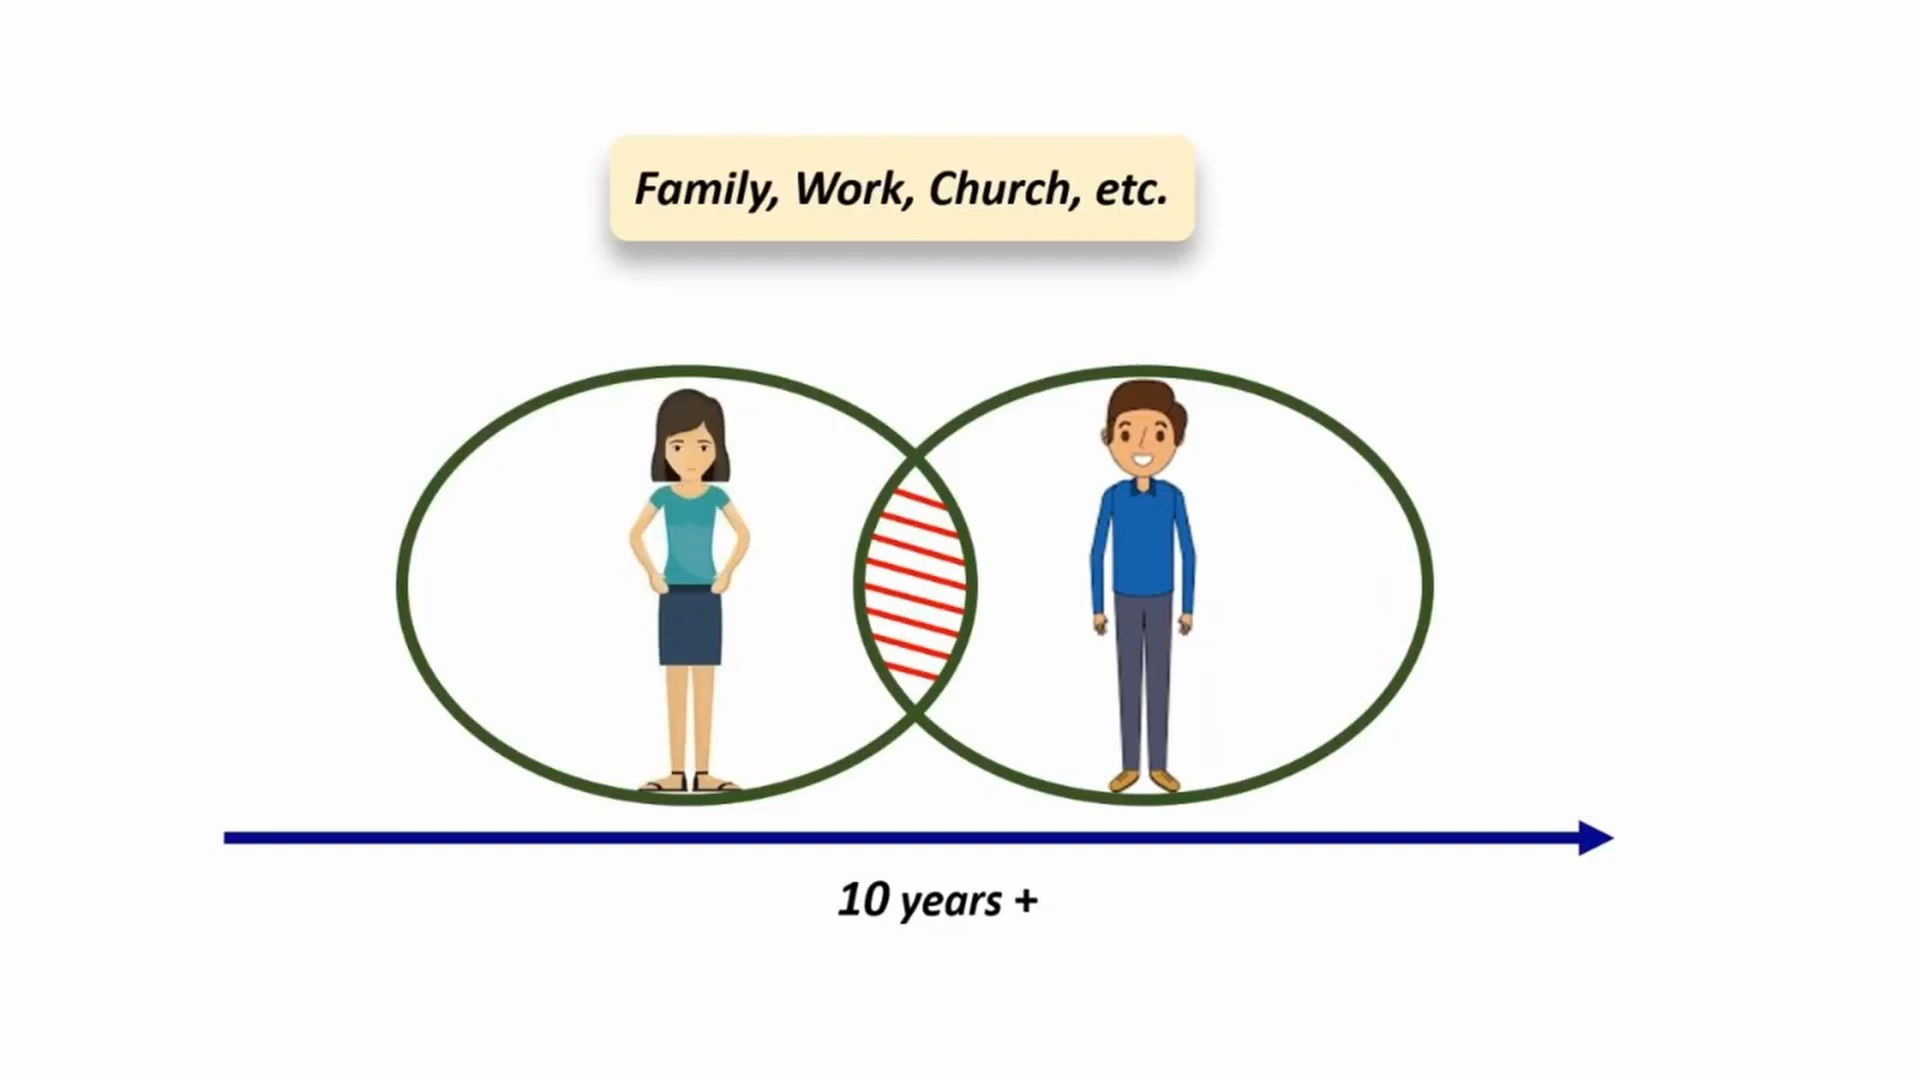 Family, Work, Church, etc.
10 years +